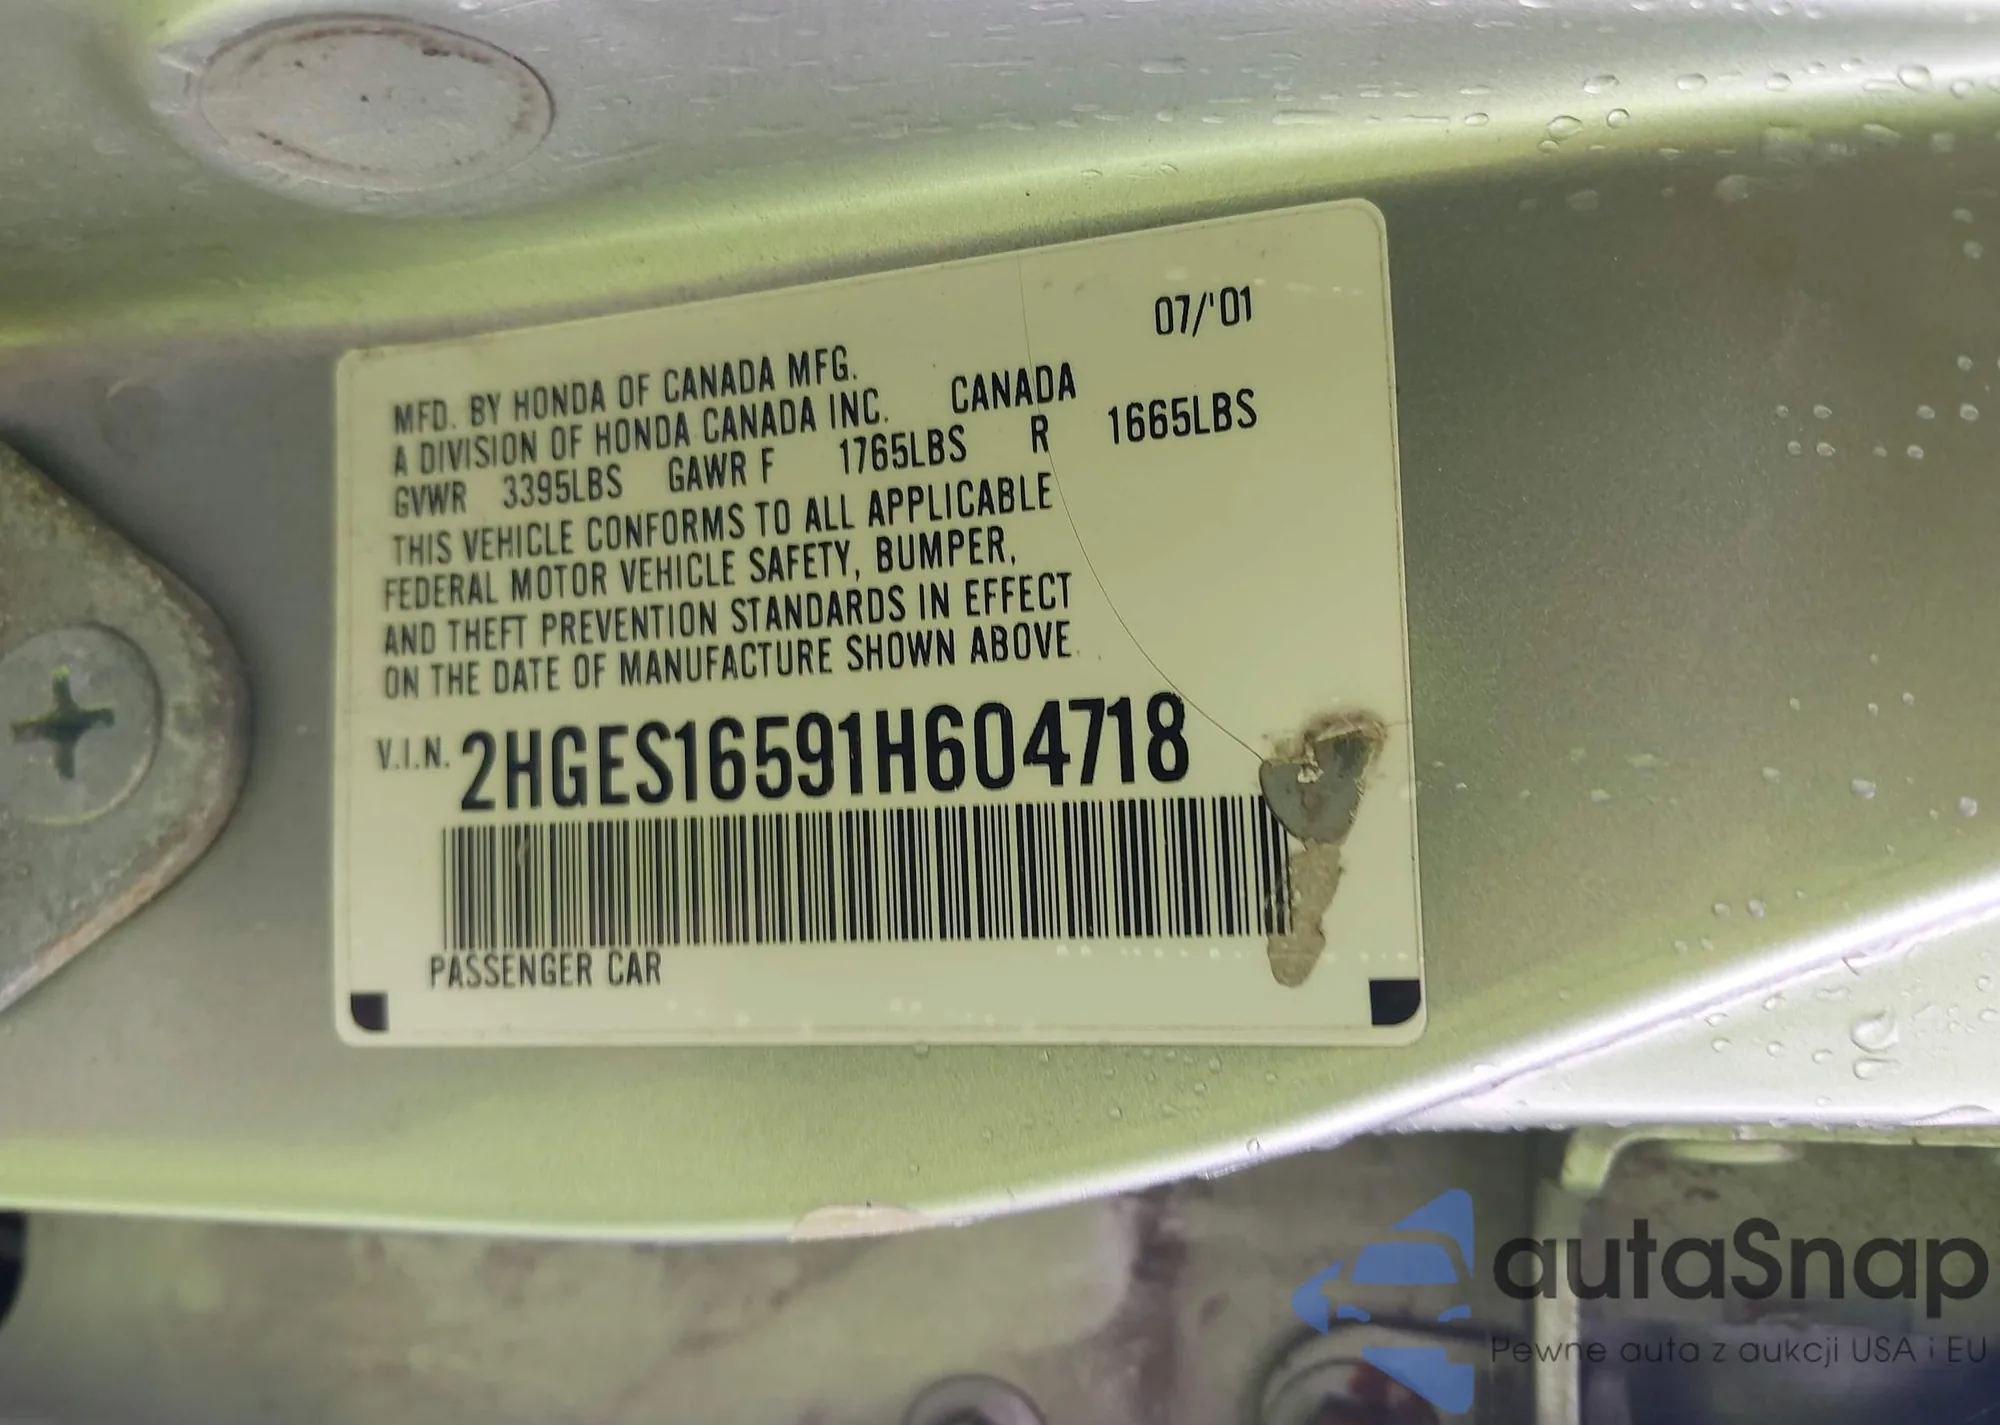 07/'01
MFD. BY HONDA OF CANADA MFG.
A DIVISION OF HONDA CANADA INC. CANADA
GVWR 3395LBS GAWR F 1765LBS R 1665LBS
THIS VEHICLE CONFORMS TO ALL APPLICABLE
FEDERAL MOTOR VEHICLE SAFETY, BUMPER,
AND THEFT PREVENTION STANDARDS IN EFFECT
ON THE DATE OF MANUFACTURE SHOWN ABOVE
V.I.N. 2HGES16591H604718
PASSENGER CAR
autaSnap
Pewne auta z aukcji USA i EU